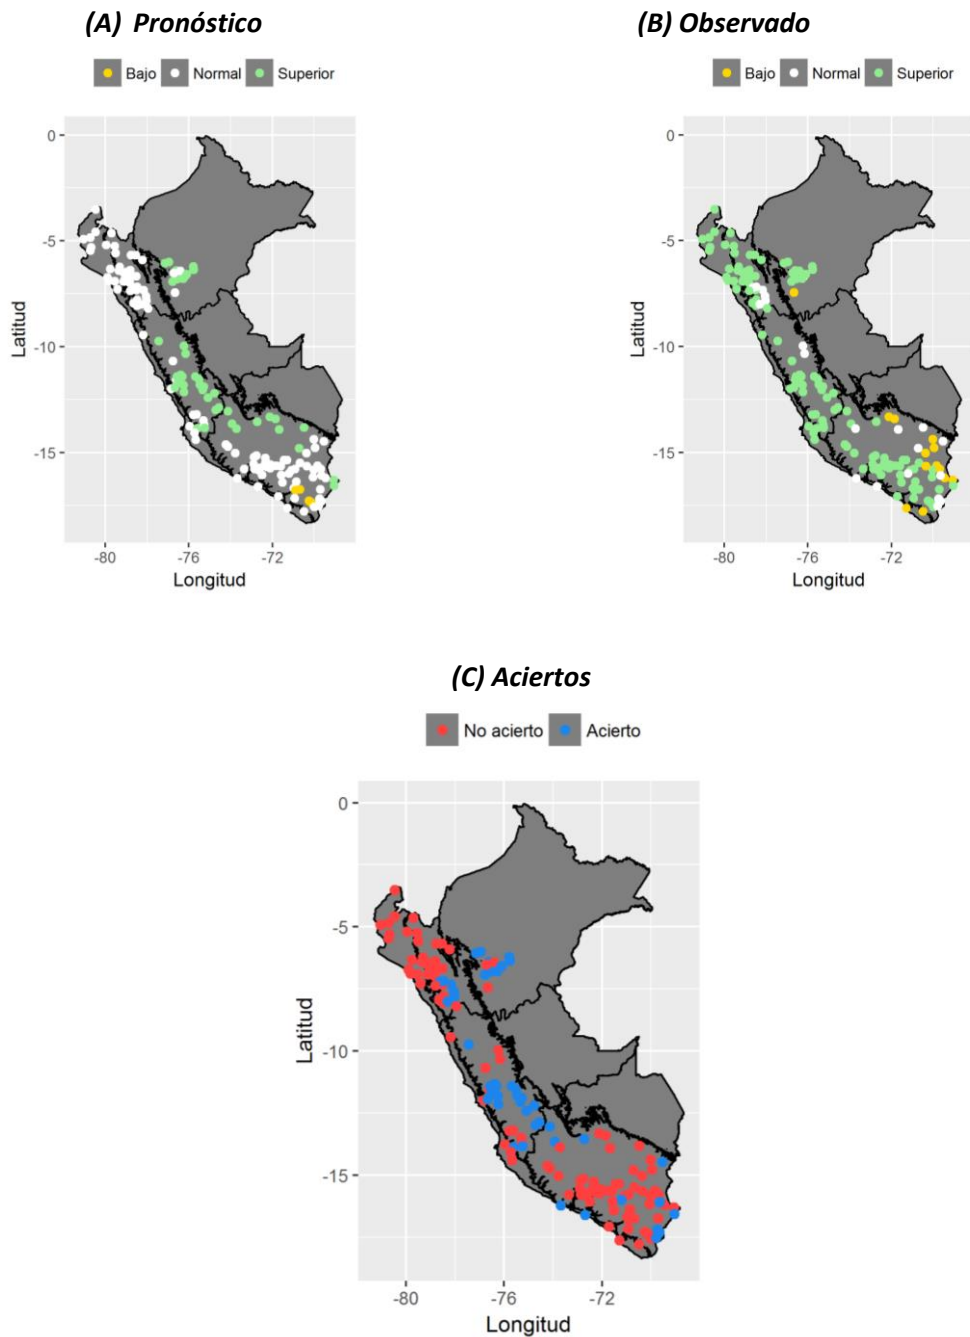 (A) Pronóstico
Bajo Normal Superior
0
-5
-10
-15
Latitud
-80 -76 -72
Longitud
(B) Observado
Bajo Normal Superior
0
-5
-10
-15
Latitud
-80 -76 -72
Longitud
(C) Aciertos
No acierto Acierto
0
-5
-10
-15
Latitud
-80 -76 -72
Longitud